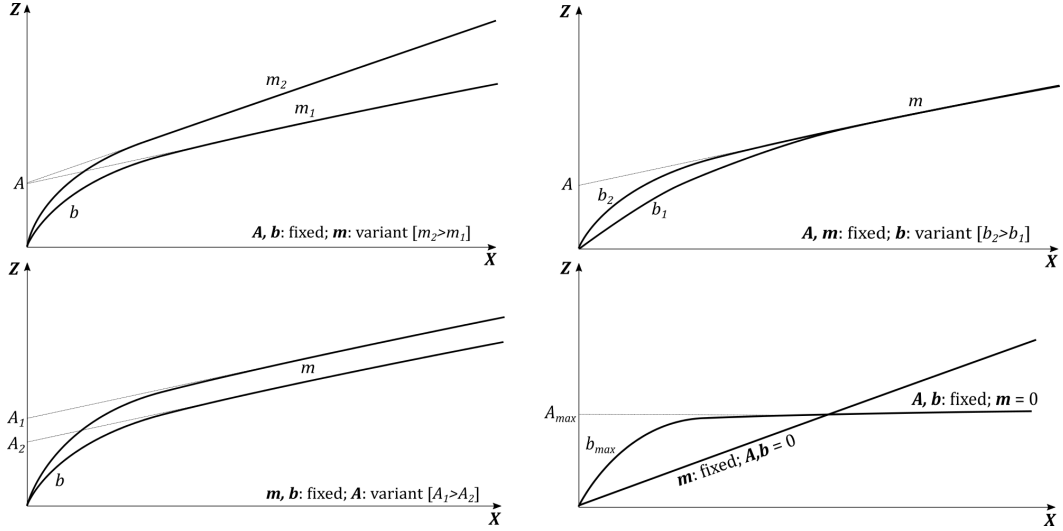 Z
m2
m1
A
b
A, b: fixed; m: variant [m2>m1]
X
Z
m
A
b2
b1
A, m: fixed; b: variant [b2>b1]
X
Z
m
A1
A2
b
m, b: fixed; A: variant [A1>A2]
X
Z
A, b: fixed; m = 0
Amax
bmax
m: fixed; A,b = 0
X